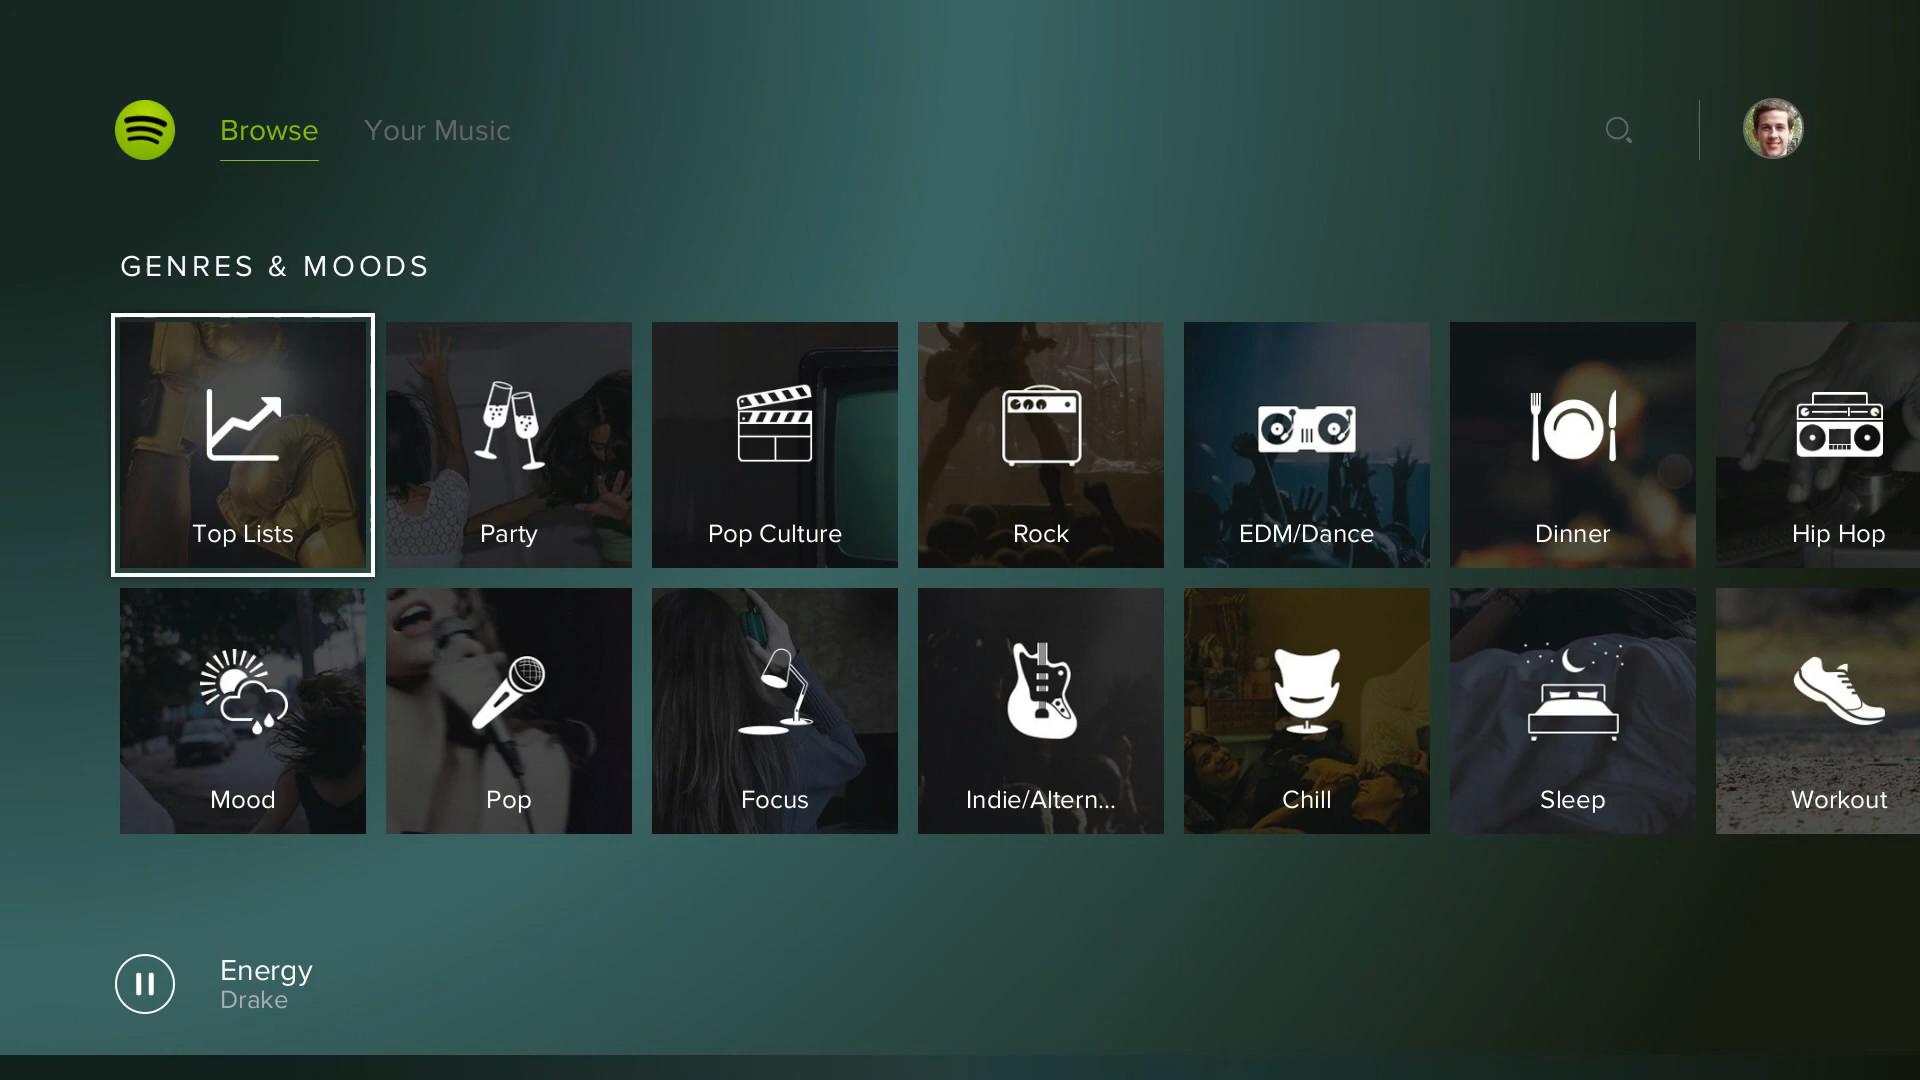 Browse
Your Music
GENRES & MOODS
Top Lists
Party
Pop Culture
Rock
EDM/Dance
Dinner
Hip Hop
Mood
Pop
Focus
Indie/Altern...
Chill
Sleep
Workout
Energy
Drake